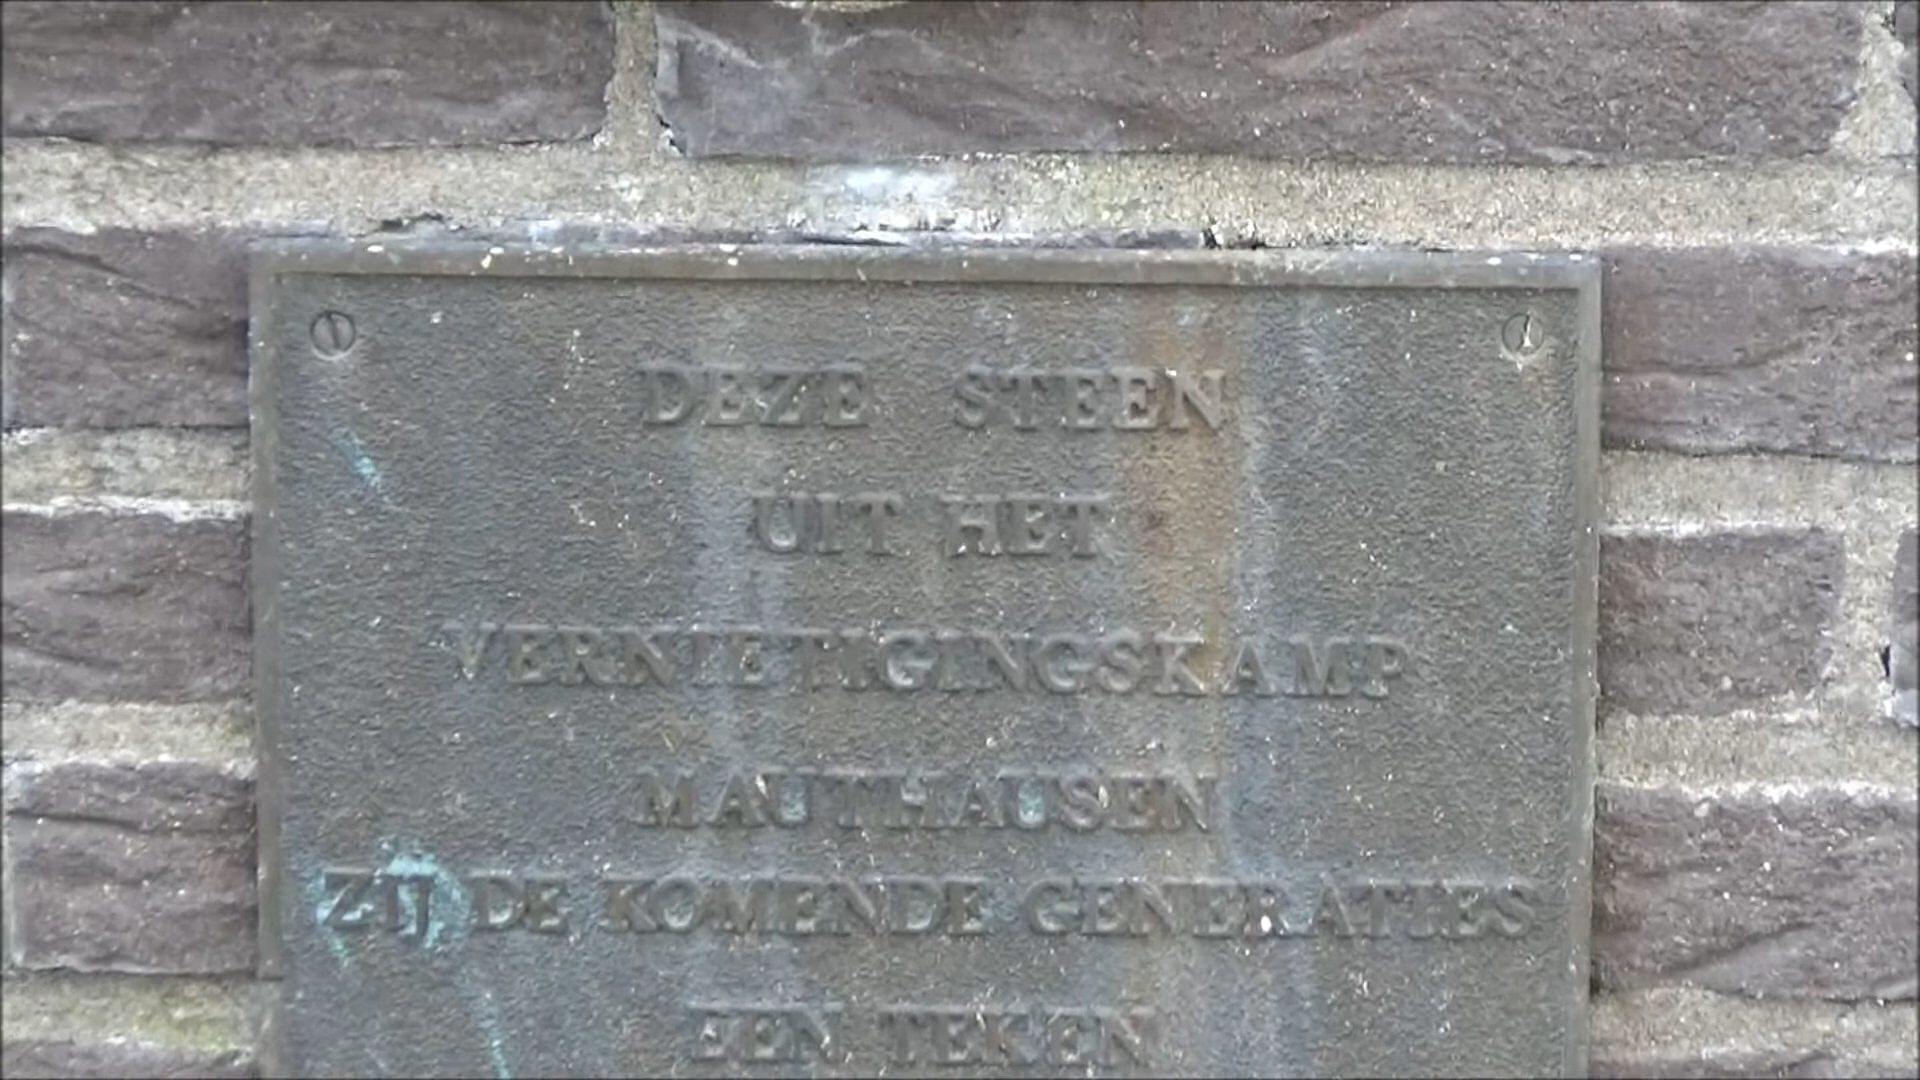 DEZE STEEN
UIT HET
VERNIETIGINGSKAMP
MAUTHAUSEN
ZIJ DE KOMENDE GENERATIES
EEN TEKEN